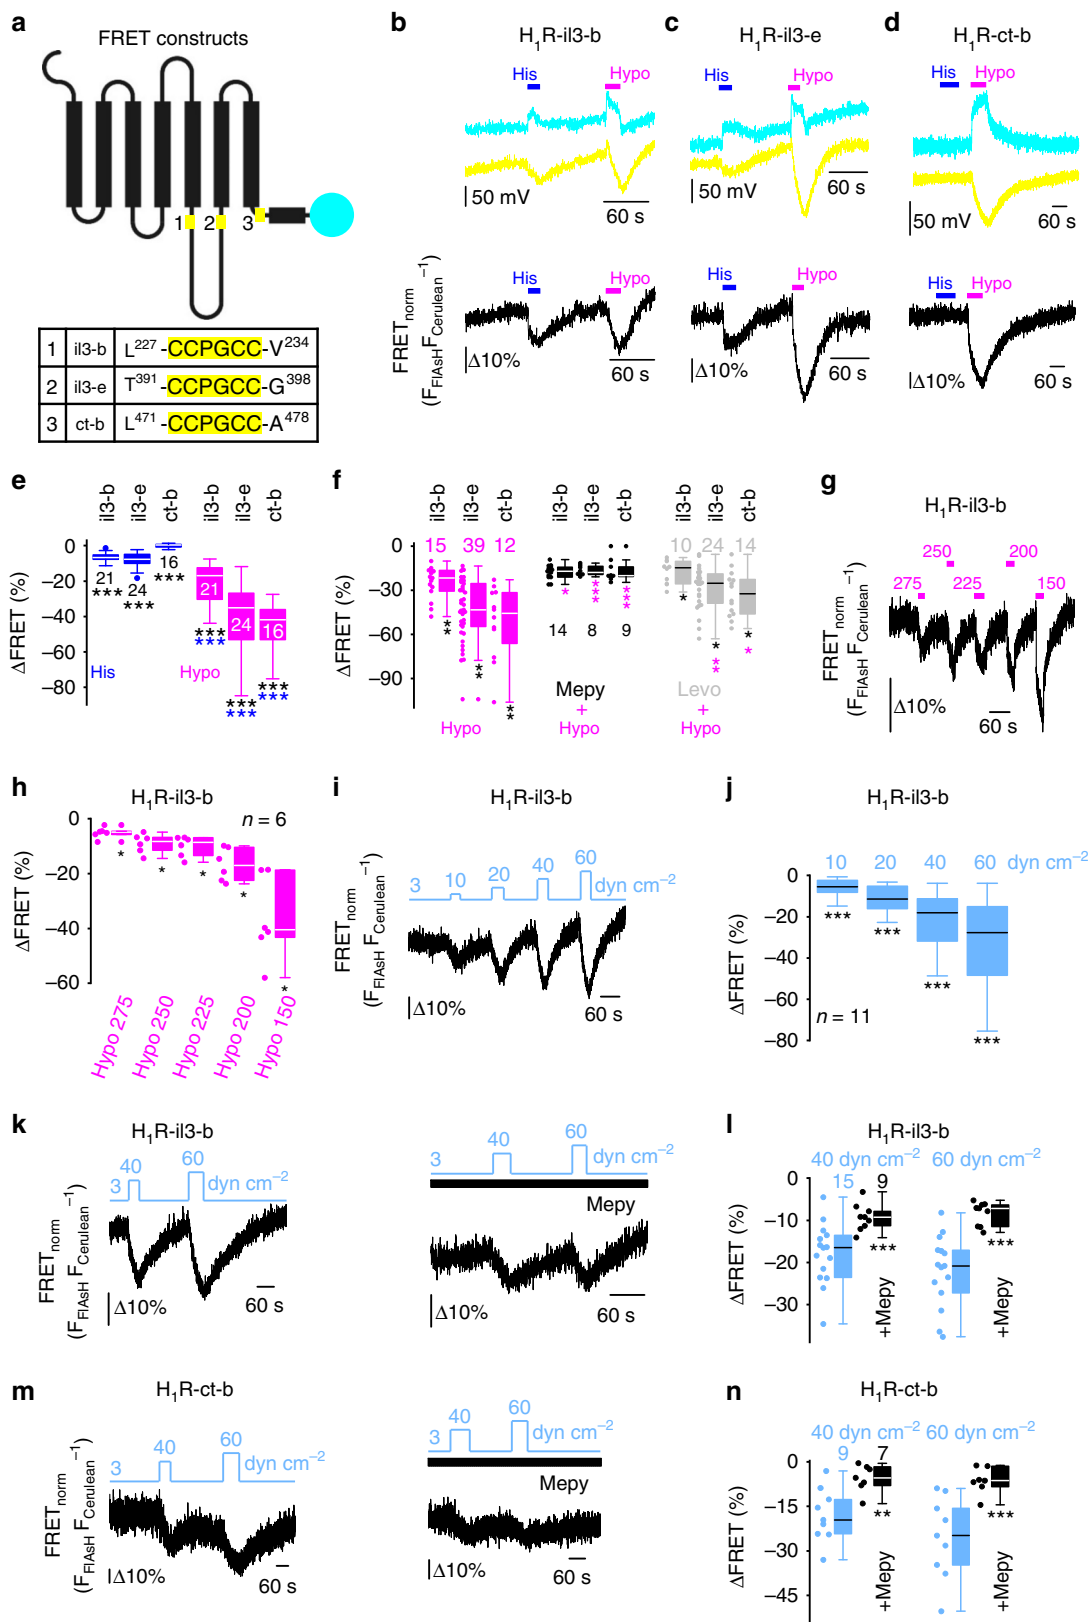 a
FRET constructs
1
2
3
1 il3-b L227-CCPGCC-V234
2 il3-e T391-CCPGCC-G398
3 ct-b L471-CCPGCC-A478
b
H1R-il3-b
His
Hypo
50 mV
60 s
FRETnorm
(FFlAsH FCerulean−1)
His
Hypo
Δ10%
60 s
c
H1R-il3-e
His
Hypo
50 mV
60 s
His
Hypo
Δ10%
60 s
d
H1R-ct-b
His
Hypo
50 mV
60 s
His
Hypo
Δ10%
60 s
e
il3-b il3-e ct-b il3-b il3-e ct-b
ΔFRET (%)
0
−20
−40
−60
−80
21 24 16 21 24 16
*** *** *** *** *** ***
*** *** ***
His
Hypo
f
il3-b il3-e ct-b il3-b il3-e ct-b il3-b il3-e ct-b
ΔFRET (%)
0
−30
−60
−90
15 39 12
14 8 9
10 24 14
** ** **
* *** ***
* * *
** *
Hypo
Mepy
+
Hypo
Levo
+
Hypo
g
H1R-il3-b
275 250 225 200 150
FRETnorm
(FFlAsH FCerulean−1)
Δ10%
60 s
h
H1R-il3-b
n = 6
ΔFRET (%)
0
−20
−40
−60
* * * * *
Hypo 275
Hypo 250
Hypo 225
Hypo 200
Hypo 150
i
H1R-il3-b
3 10 20 40 60 dyn cm−2
FRETnorm
(FFlAsH FCerulean−1)
Δ10%
60 s
j
H1R-il3-b
10 20 40 60 dyn cm−2
ΔFRET (%)
0
−20
−40
−60
−80
*** *** *** ***
n = 11
k
H1R-il3-b
3 40 60 dyn cm−2
FRETnorm
(FFlAsH FCerulean−1)
Δ10%
60 s
3 40 60 dyn cm−2
Mepy
Δ10%
60 s
l
H1R-il3-b
40 dyn cm−2 60 dyn cm−2
15 9
ΔFRET (%)
0
−10
−20
−30
*** ***
+Mepy +Mepy
m
H1R-ct-b
3 40 60 dyn cm−2
FRETnorm
(FFlAsH FCerulean−1)
Δ10%
60 s
3 40 60 dyn cm−2
Mepy
Δ10%
60 s
n
H1R-ct-b
40 dyn cm−2 60 dyn cm−2
9 7
ΔFRET (%)
0
−15
−30
−45
** ***
+Mepy +Mepy